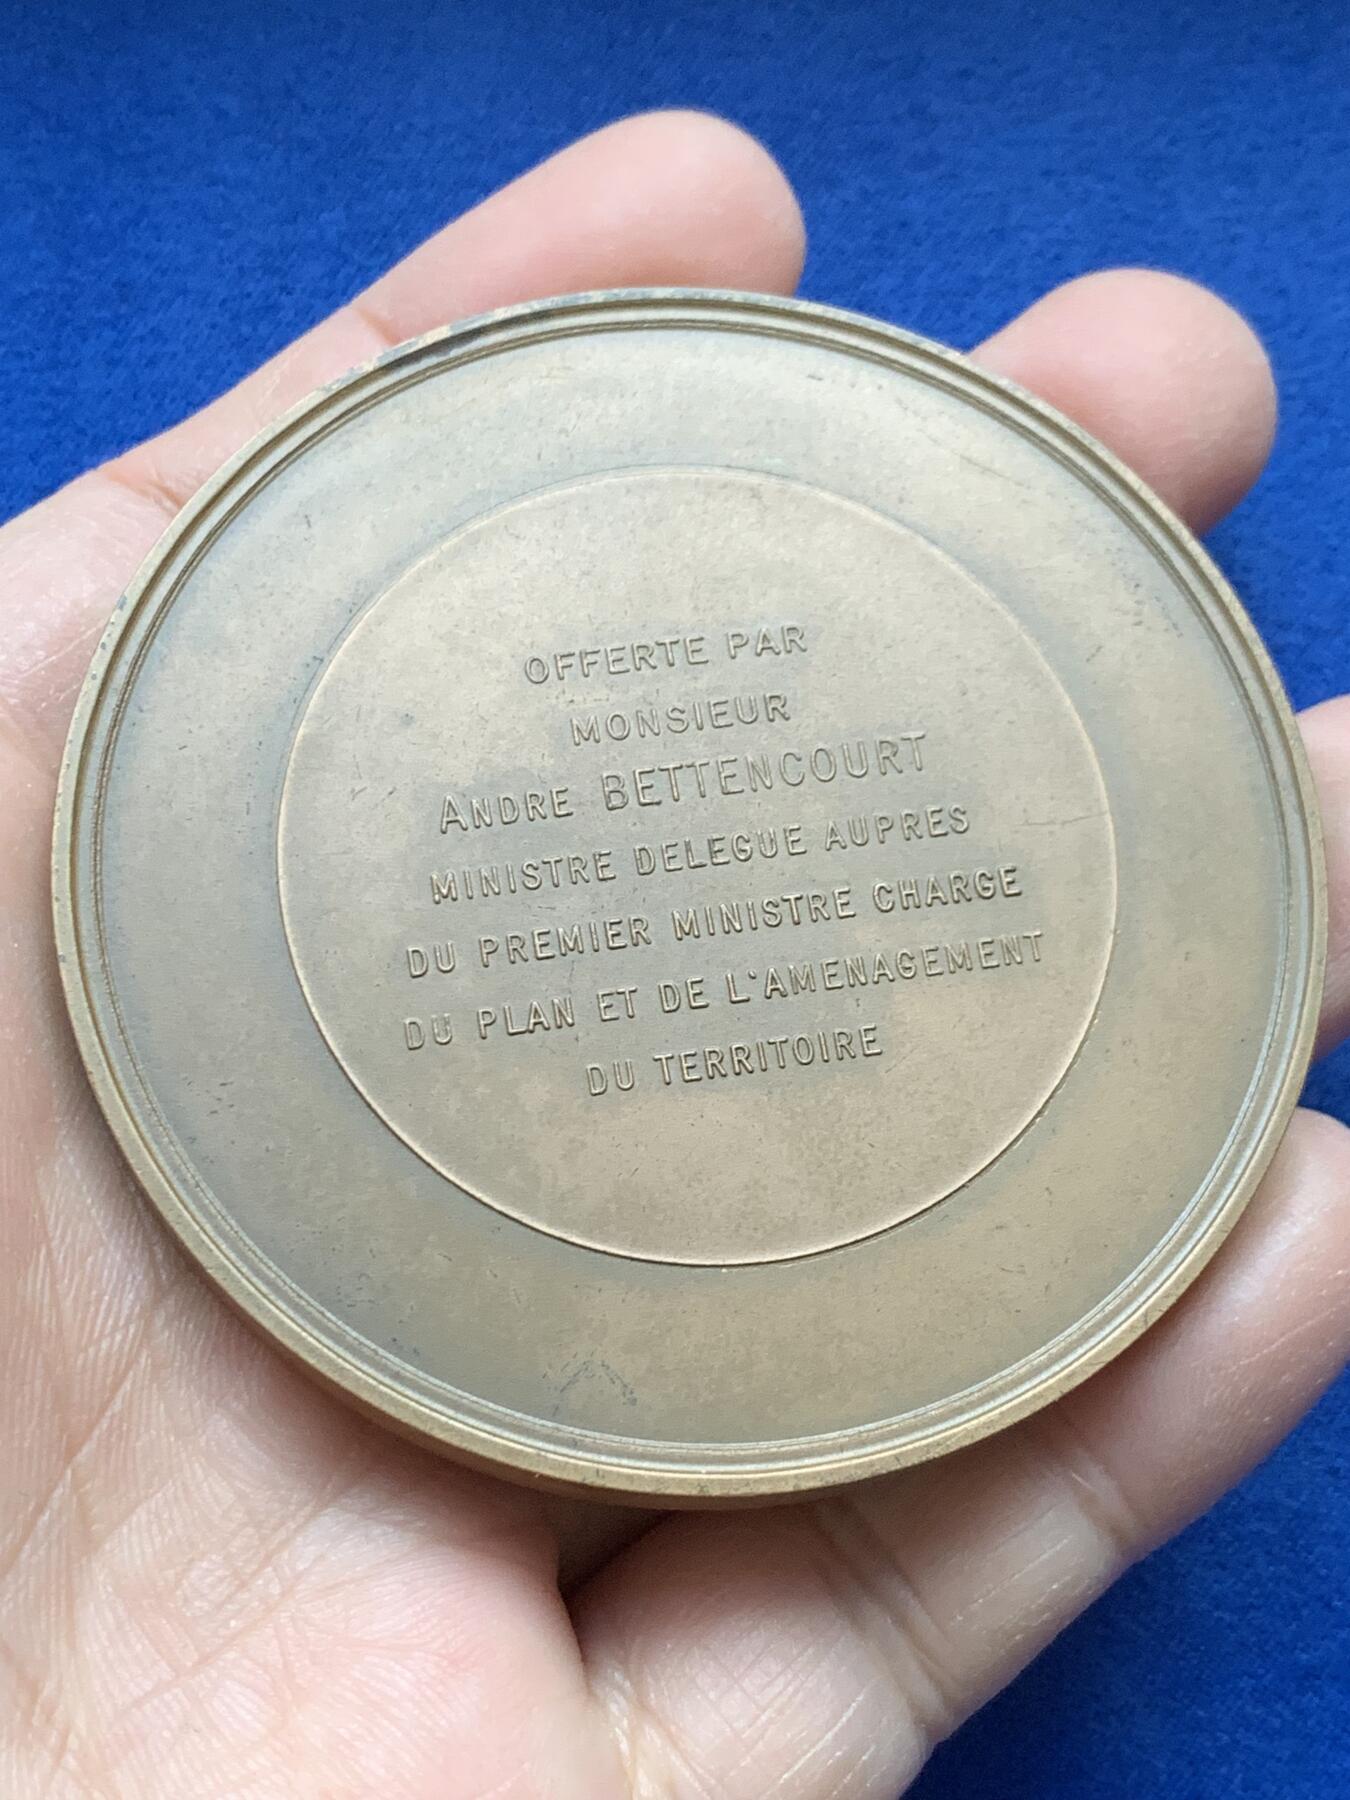 OFFERTE PAR
MONSIEUR
ANDRE BETTENCOURT
MINISTRE DELEGUE AUPRES
DU PREMIER MINISTRE CHARGE
DU PLAN ET DE L'AMENAGEMENT
DU TERRITOIRE